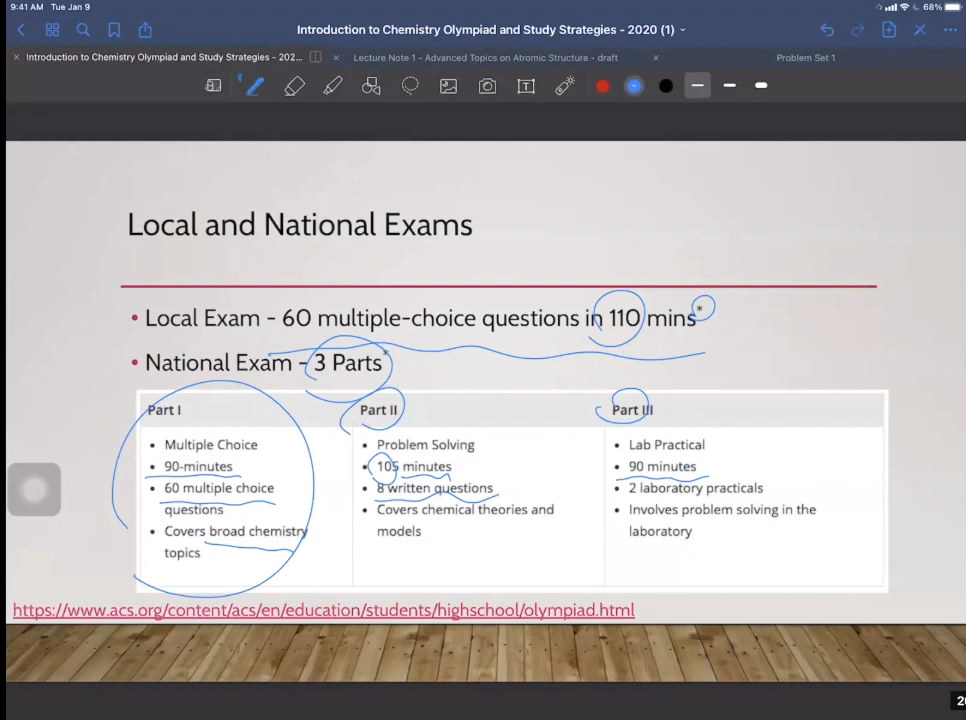 9:41 AM Tue Jan 9
68%
Introduction to Chemistry Olympiad and Study Strategies - 2020 (1)
Introduction to Chemistry Olympiad and Study Strategies - 202...
Lecture Note 1 - Advanced Topics on Atromic Structure - draft
Problem Set 1
Local and National Exams
• Local Exam - 60 multiple-choice questions in 110 mins*
• National Exam - 3 Parts*
Part I
• Multiple Choice
• 90-minutes
• 60 multiple choice
questions
• Covers broad chemistry
topics
Part II
• Problem Solving
• 105 minutes
• 8 written questions
• Covers chemical theories and
models
Part III
• Lab Practical
• 90 minutes
• 2 laboratory practicals
• Involves problem solving in the
laboratory
https://www.acs.org/content/acs/en/education/students/highschool/olympiad.html